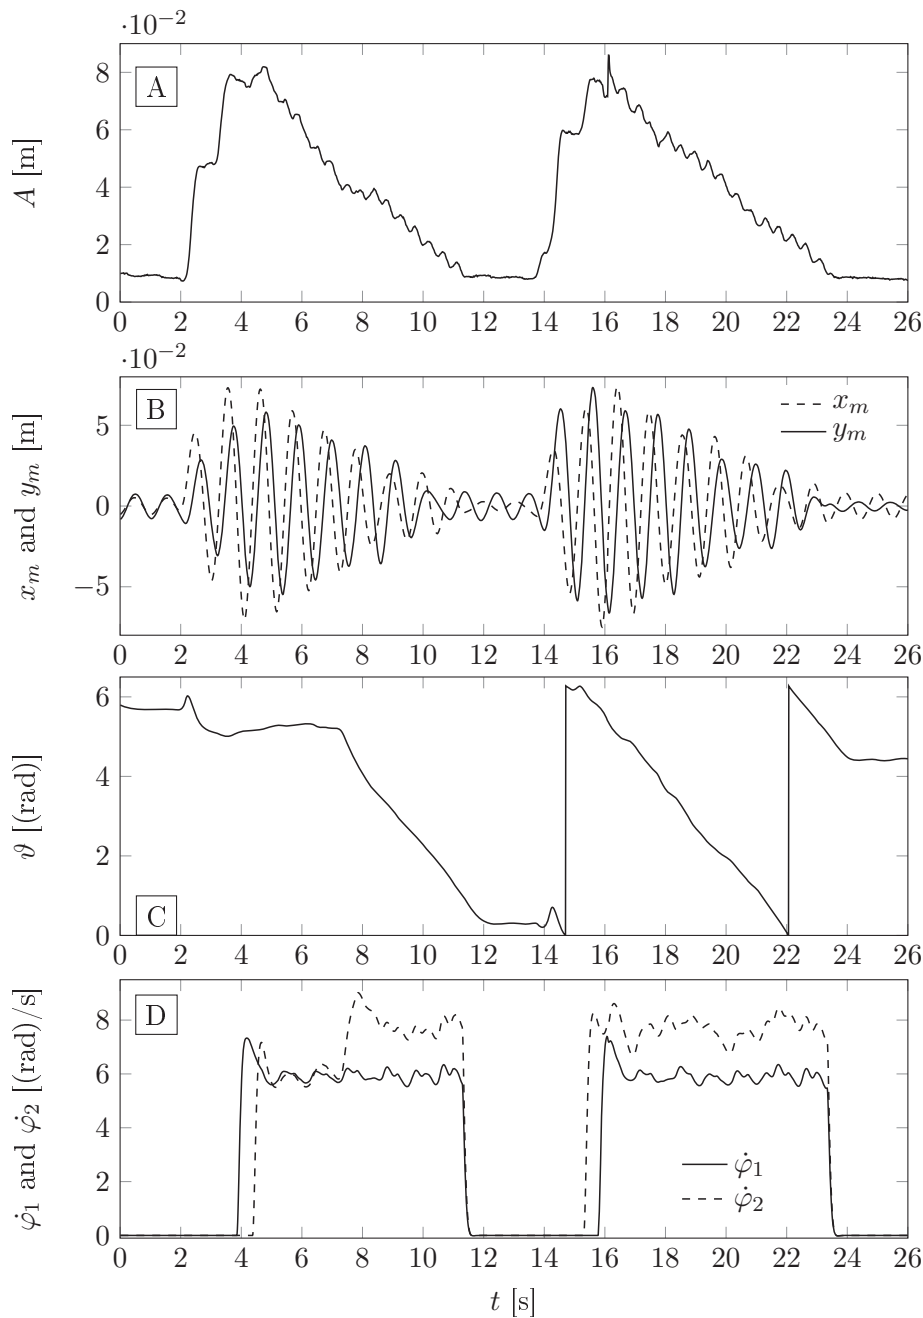 ·10⁻²
8
6
4
2
0
A [m]
A
0 2 4 6 8 10 12 14 16 18 20 22 24 26
·10⁻²
5
0
−5
x_m and y_m [m]
B
x_m
y_m
0 2 4 6 8 10 12 14 16 18 20 22 24 26
6
4
2
0
ϑ [(rad)]
C
0 2 4 6 8 10 12 14 16 18 20 22 24 26
8
6
4
2
0
φ̇₁ and φ̇₂ [(rad)/s]
D
φ̇₁
φ̇₂
0 2 4 6 8 10 12 14 16 18 20 22 24 26
t [s]